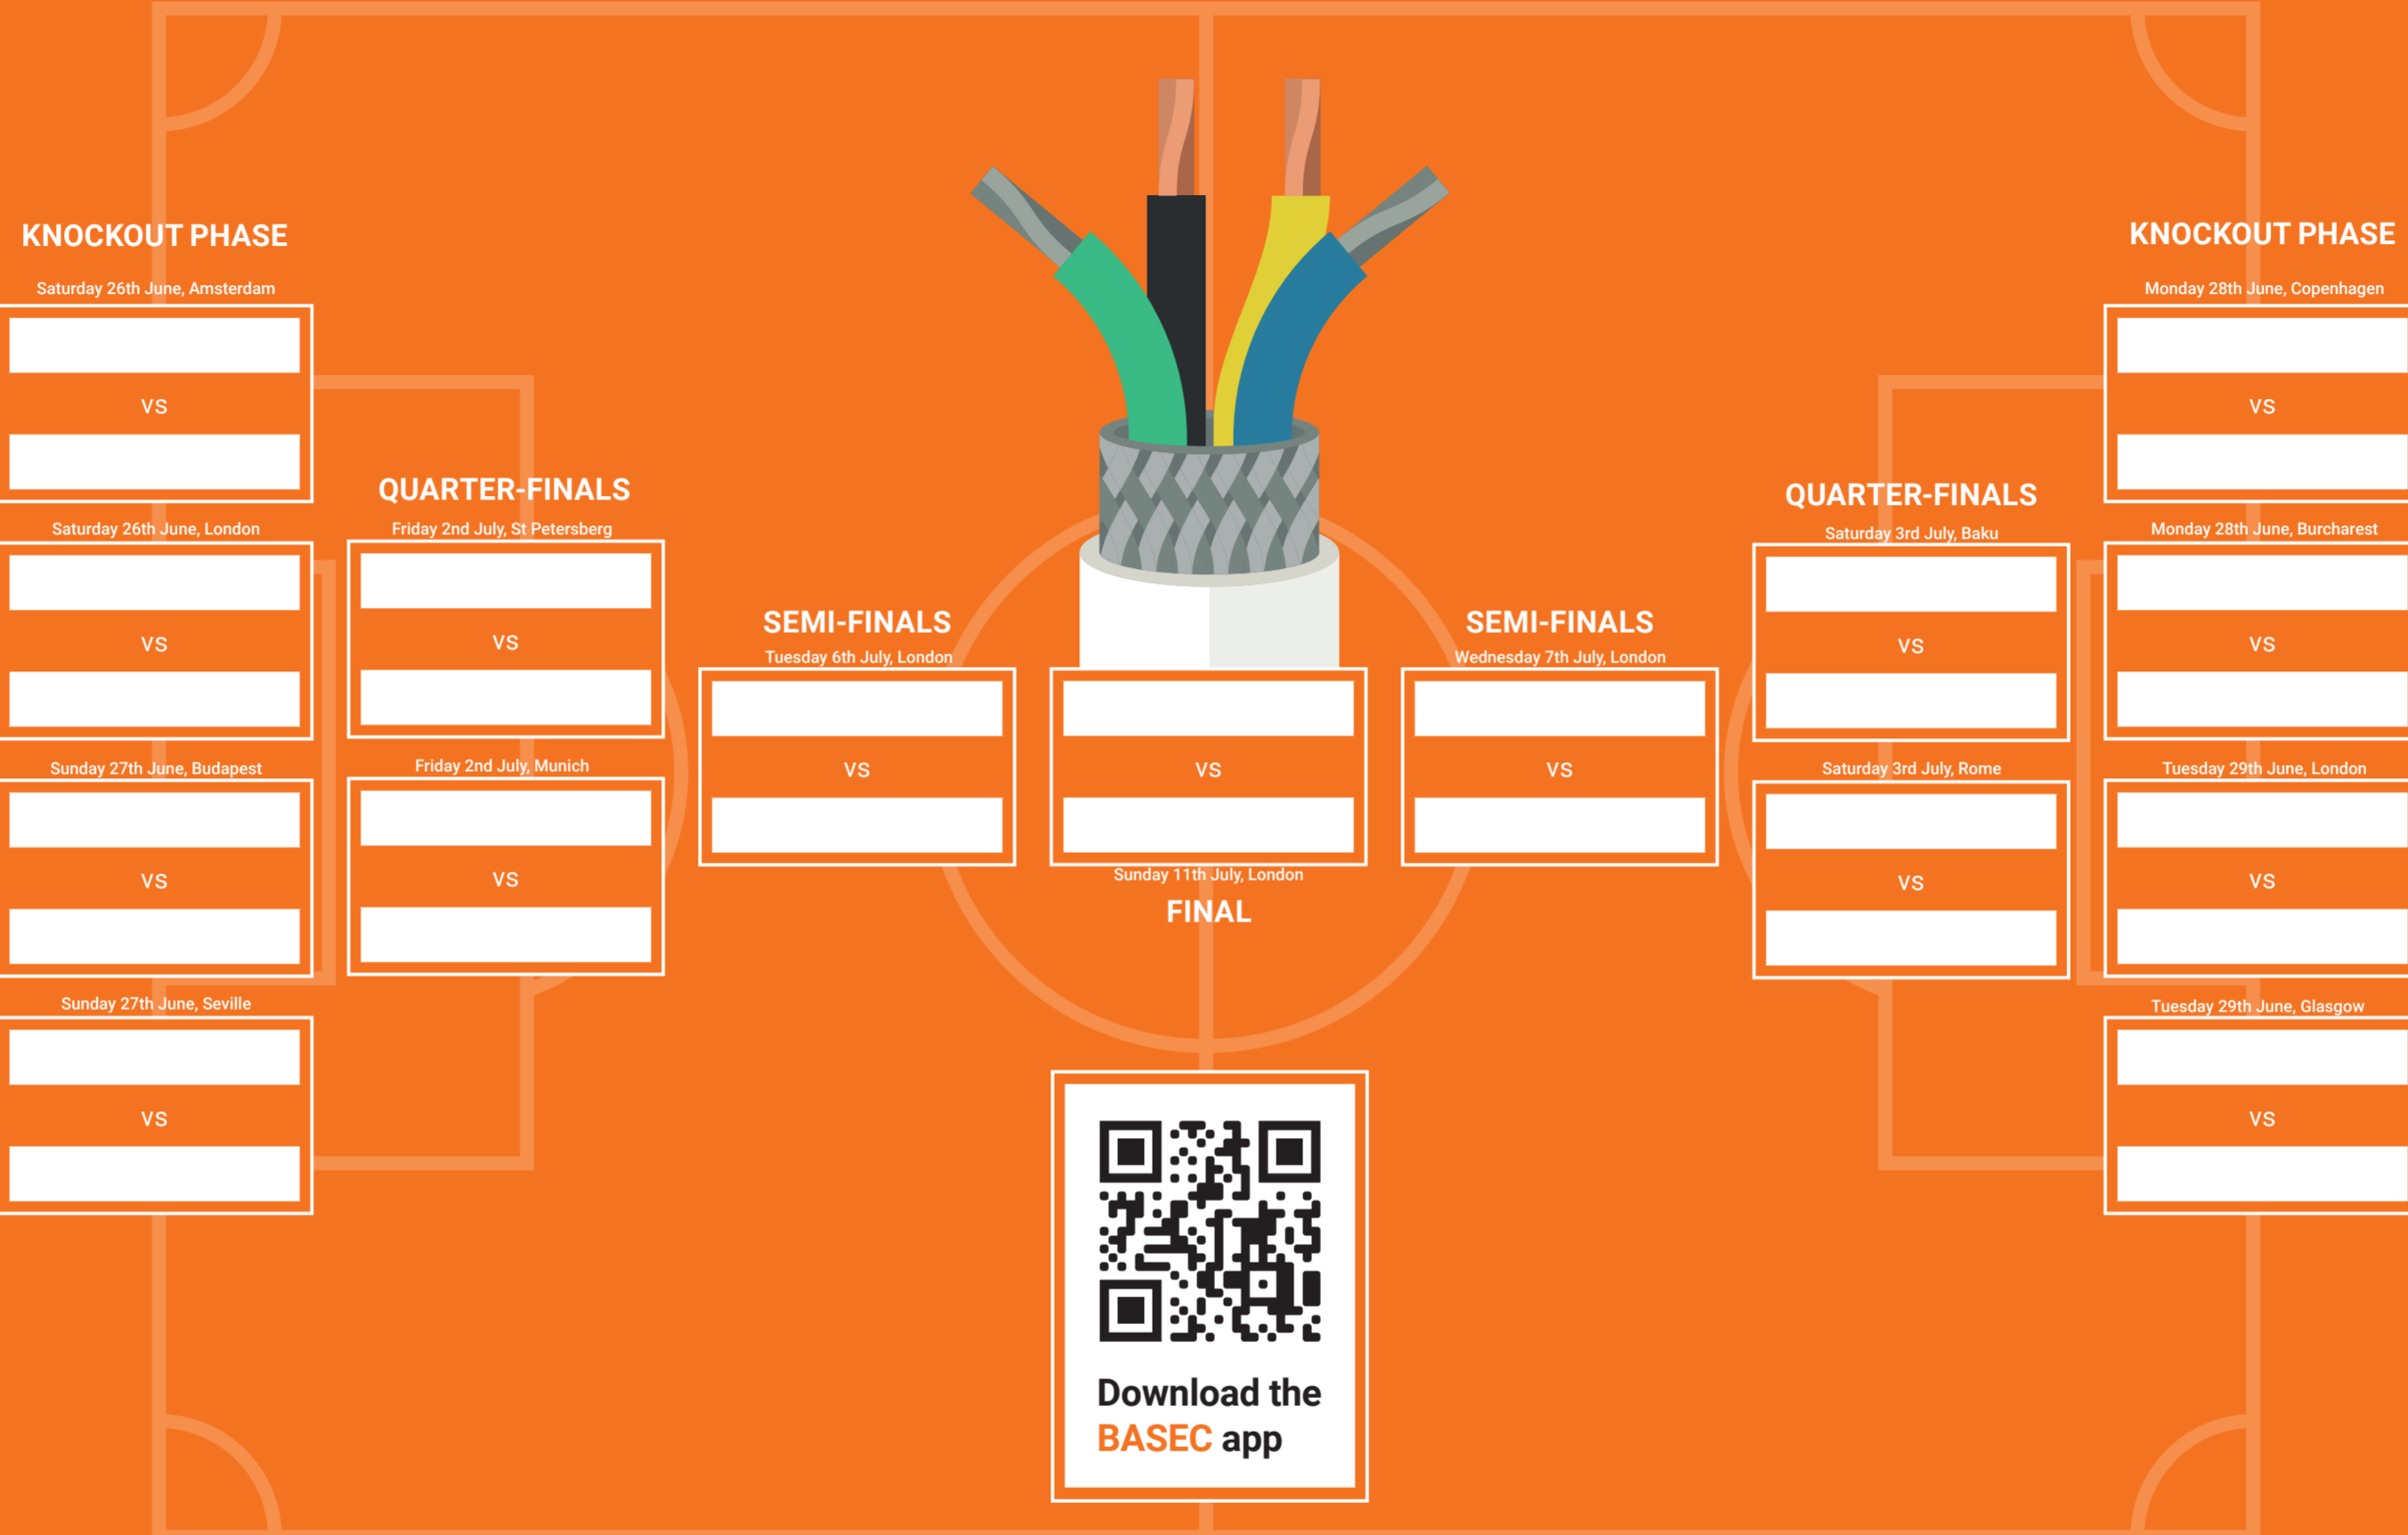 KNOCKOUT PHASE
Saturday 26th June, Amsterdam
VS
Saturday 26th June, London
VS
Sunday 27th June, Budapest
VS
Sunday 27th June, Seville
VS
QUARTER-FINALS
Friday 2nd July, St Petersberg
VS
Friday 2nd July, Munich
VS
SEMI-FINALS
Tuesday 6th July, London
VS
VS
Sunday 11th July, London
FINAL
SEMI-FINALS
Wednesday 7th July, London
VS
QUARTER-FINALS
Saturday 3rd July, Baku
VS
Saturday 3rd July, Rome
VS
KNOCKOUT PHASE
Monday 28th June, Copenhagen
VS
Monday 28th June, Burcharest
VS
Tuesday 29th June, London
VS
Tuesday 29th June, Glasgow
VS
Download the
BASEC app